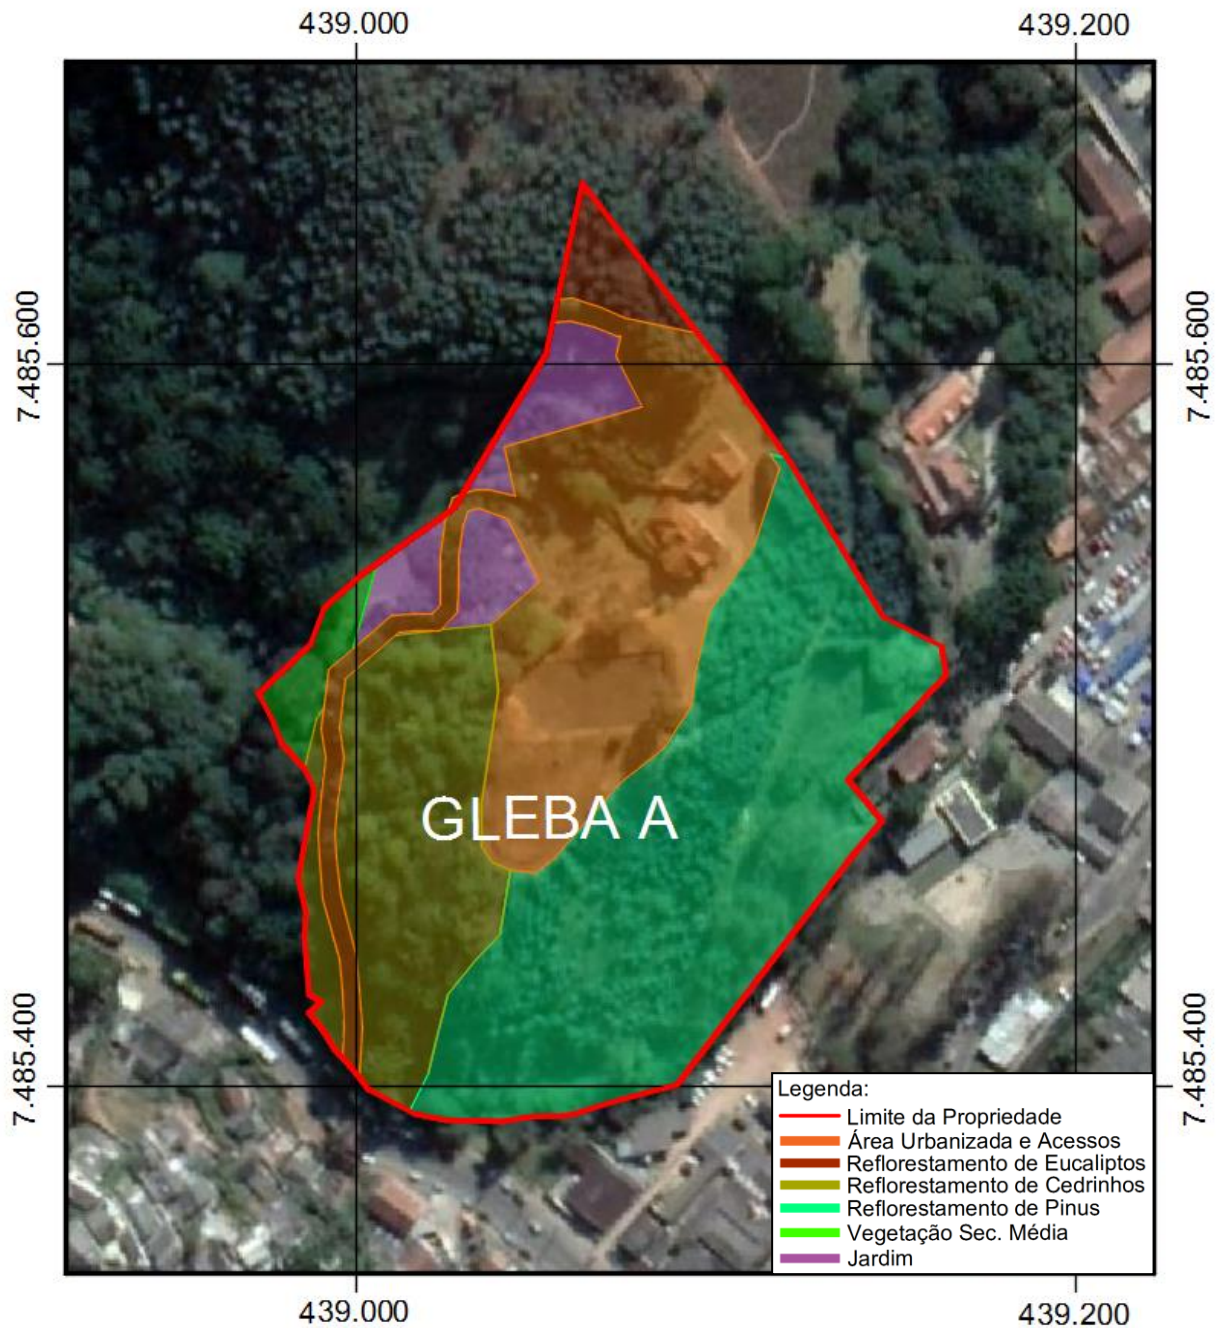 439.000
439.200
7.485.600
7.485.600
GLEBA A
7.485.400
7.485.400
Legenda:
Limite da Propriedade
Área Urbanizada e Acessos
Reflorestamento de Eucaliptos
Reflorestamento de Cedrinhos
Reflorestamento de Pinus
Vegetação Sec. Média
Jardim
439.000
439.200